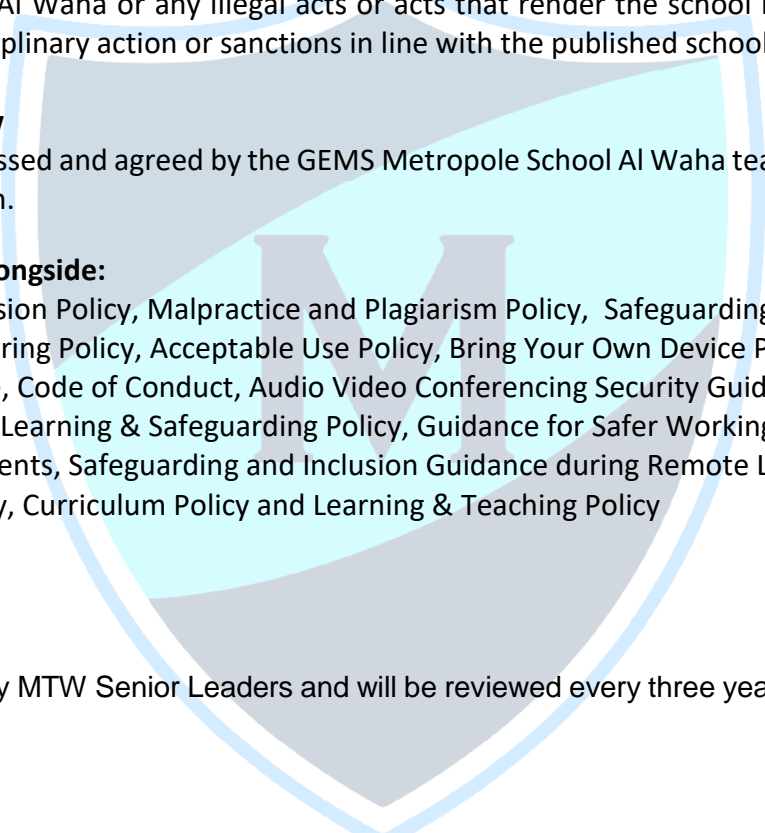 Al Waha or any illegal acts or acts that render the school
plinary action or sanctions in line with the published school
ssed and agreed by the GEMS Metropole School Al Waha
ongside:
sion Policy, Malpractice and Plagiarism Policy, Safeguarding
ring Policy, Acceptable Use Policy, Bring Your Own Device P
, Code of Conduct, Audio Video Conferencing Security Guid
Learning & Safeguarding Policy, Guidance for Safer Working
ents, Safeguarding and Inclusion Guidance during Remote L
y, Curriculum Policy and Learning & Teaching Policy
M
y MTW Senior Leaders and will be reviewed every three yea